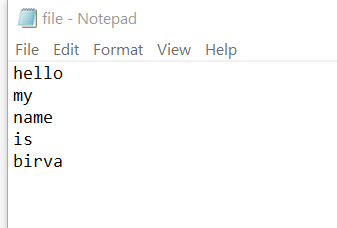 file - Notepad
File Edit Format View Help
hello
my
name
is
birva